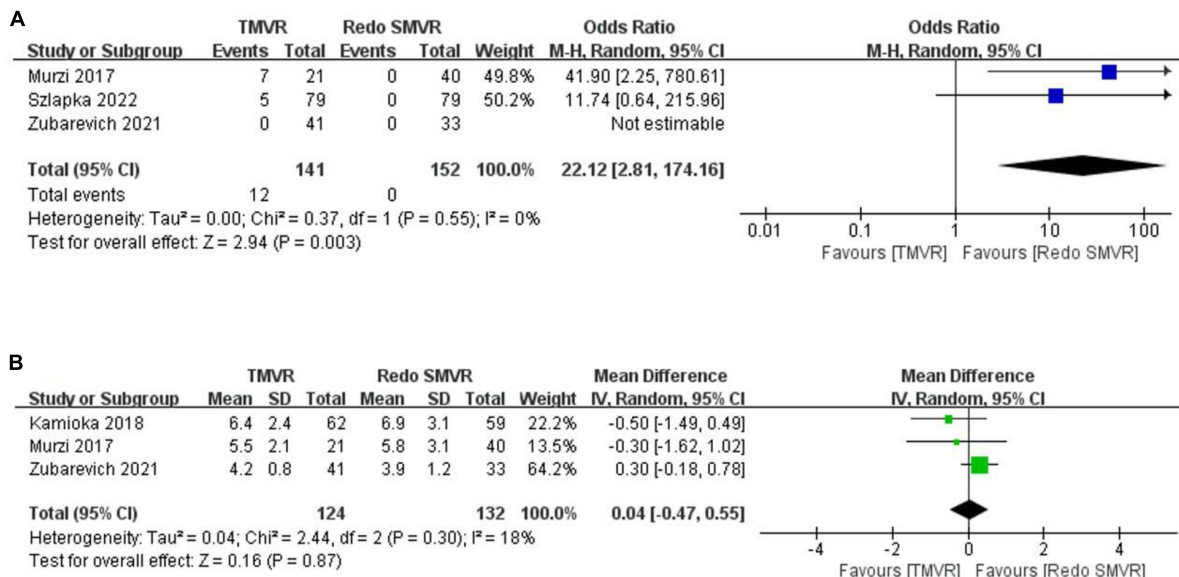 A
TMVR Redo SMVR Odds Ratio Odds Ratio
Study or Subgroup Events Total Events Total Weight M-H, Random, 95% CI M-H, Random, 95% CI
Murzi 2017 7 21 0 40 49.8% 41.90 [2.25, 780.61]
Szlapka 2022 5 79 0 79 50.2% 11.74 [0.64, 215.96]
Zubarevich 2021 0 41 0 33 Not estimable
Total (95% CI) 141 152 100.0% 22.12 [2.81, 174.16]
Total events 12 0
Heterogeneity: Tau² = 0.00; Chi² = 0.37, df = 1 (P = 0.55); I² = 0%
Test for overall effect: Z = 2.94 (P = 0.003)
0.01 0.1 1 10 100
Favours [TMVR] Favours [Redo SMVR]
B
TMVR Redo SMVR Mean Difference Mean Difference
Study or Subgroup Mean SD Total Mean SD Total Weight IV, Random, 95% CI IV, Random, 95% CI
Kamioka 2018 6.4 2.4 62 6.9 3.1 59 22.2% -0.50 [-1.49, 0.49]
Murzi 2017 5.5 2.1 21 5.8 3.1 40 13.5% -0.30 [-1.62, 1.02]
Zubarevich 2021 4.2 0.8 41 3.9 1.2 33 64.2% 0.30 [-0.18, 0.78]
Total (95% CI) 124 132 100.0% 0.04 [-0.47, 0.55]
Heterogeneity: Tau² = 0.04; Chi² = 2.44, df = 2 (P = 0.30); I² = 18%
Test for overall effect: Z = 0.16 (P = 0.87)
-4 -2 0 2 4
Favours [TMVR] Favours [Redo SMVR]